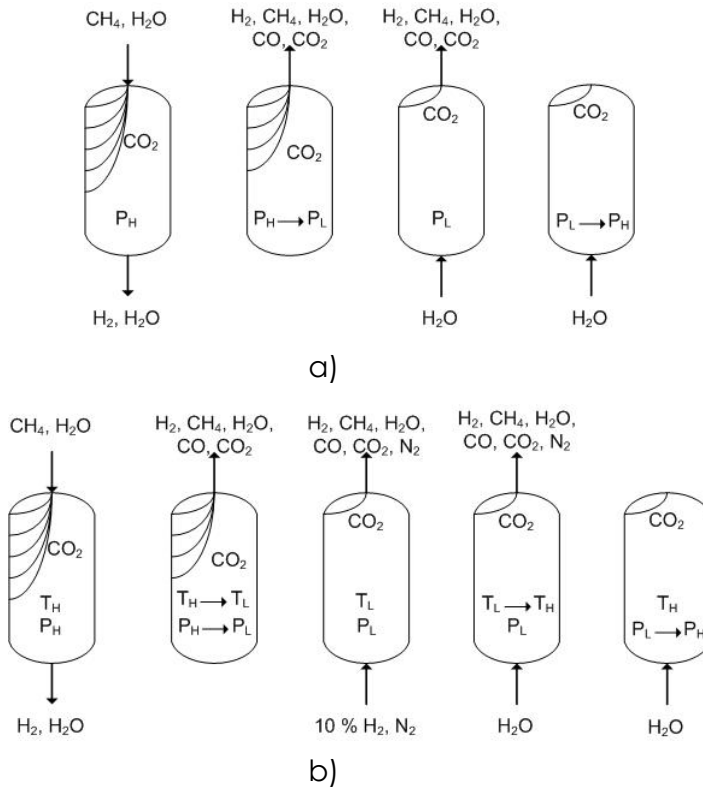 CH₄, H₂O
H₂, CH₄, H₂O,
CO, CO₂
H₂, CH₄, H₂O,
CO, CO₂
CO₂
P_H
CO₂
P_H → P_L
CO₂
P_L
CO₂
P_L → P_H
H₂, H₂O
H₂O
H₂O
a)
CH₄, H₂O
H₂, CH₄, H₂O,
CO, CO₂
H₂, CH₄, H₂O,
CO, CO₂, N₂
H₂, CH₄, H₂O,
CO, CO₂, N₂
CO₂
T_H
P_H
CO₂
T_H → T_L
P_H → P_L
CO₂
T_L
P_L
CO₂
T_L → T_H
P_L
CO₂
T_H
P_L → P_H
H₂, H₂O
10 % H₂, N₂
H₂O
H₂O
b)